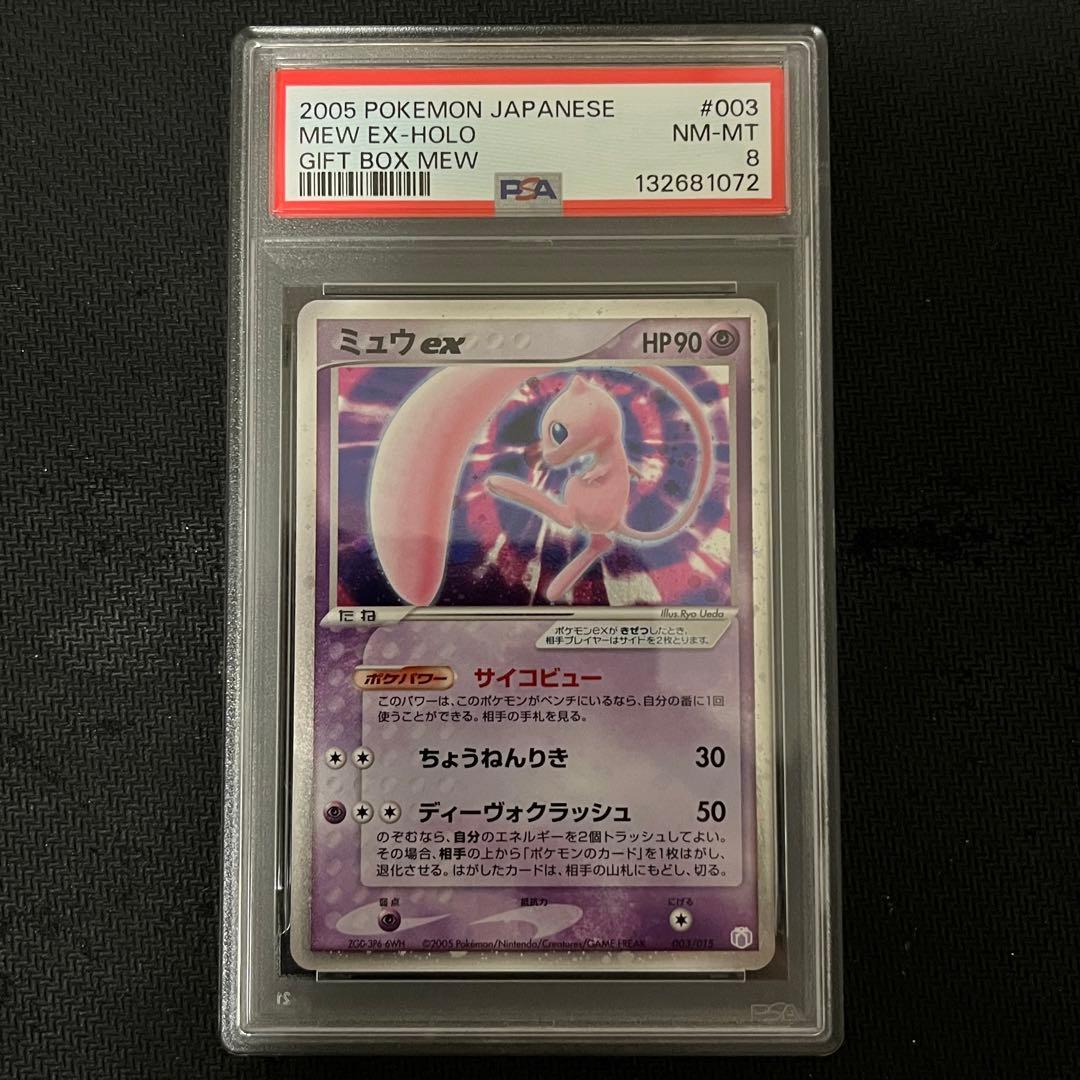 2005 POKEMON JAPANESE #003
MEW EX-HOLO NM-MT
GIFT BOX MEW 8
PSA 132681072
ミュウex HP90
たね Illus.Ryo Ueda
ポケモンexがきぜつしたとき、
相手プレイヤーはサイドを2枚とります。
ポケパワー サイコビュー
このパワーは、このポケモンがベンチにいるなら、自分の番に1回
使うことができる。相手の手札を見る。
ちょうねんりき 30
ディーヴォクラッシュ 50
のぞむなら、自分のエネルギーを2個トラッシュしてよい。
その場合、相手の上から「ポケモンのカード」を1枚はがし、
退化させる。はがしたカードは、相手の山札にもどし、切る。
弱点 抵抗力 にげる
©2005 Pokémon/Nintendo/Creatures/GAME FREAK 003/015
PSA